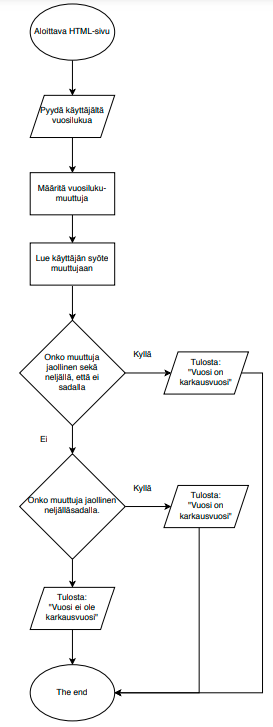 Aloittava HTML-sivu
Pyydä käyttäjältä
vuosilukua
Määritä vuosiluku-
muuttuja
Lue käyttäjän syöte
muuttujaan
Onko muuttuja
jaollinen sekä
neljällä, että ei
sadalla
Kyllä
Tulosta:
"Vuosi on
karkausvuosi"
Ei
Onko muuttuja jaollinen
neljälläsadalla.
Kyllä
Tulosta:
"Vuosi on
karkausvuosi"
Tulosta:
"Vuosi ei ole
karkausvuosi"
The end